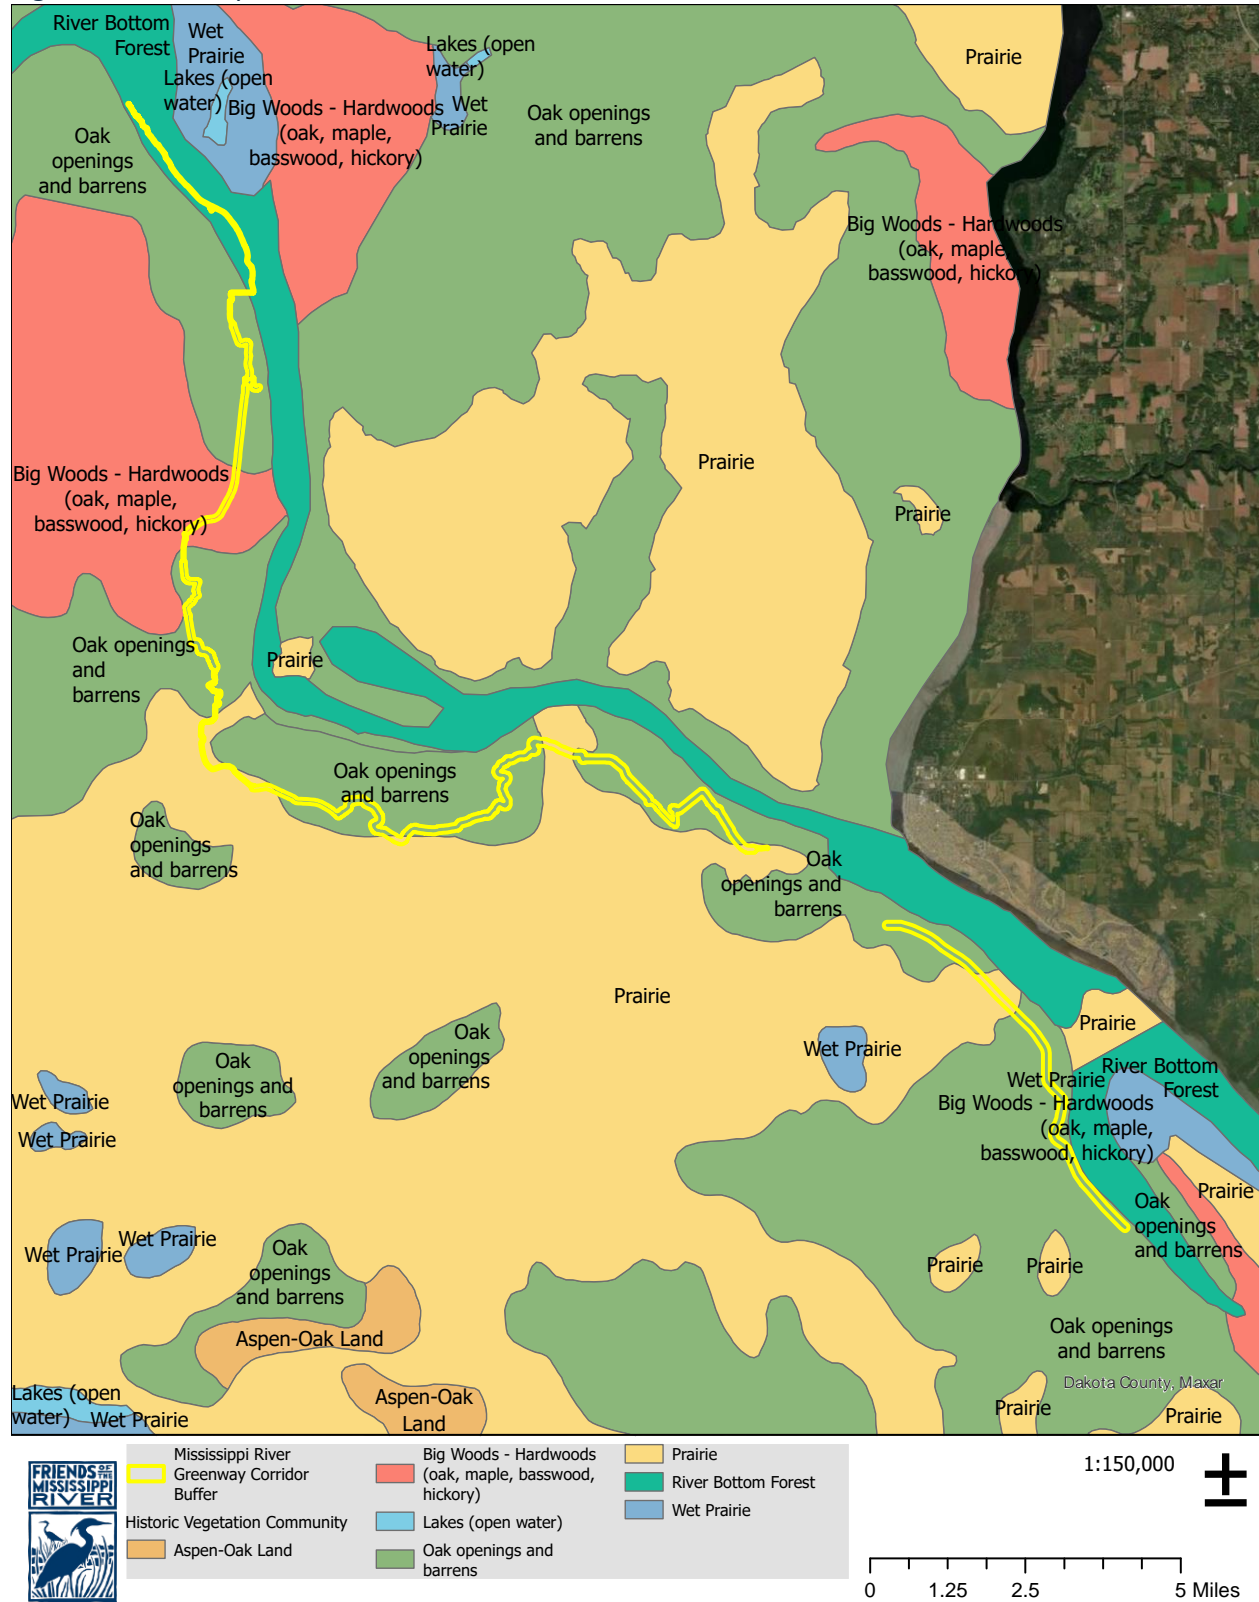 River Bottom
Forest
Wet
Prairie
Lakes (open
water)
Lakes (open
water)
Wet
Prairie
Big Woods - Hardwoods
(oak, maple,
basswood, hickory)
Oak openings
and barrens
Prairie
Oak
openings
and barrens
Big Woods - Hardwoods
(oak, maple,
basswood, hickory)
Prairie
Prairie
Big Woods - Hardwoods
(oak, maple,
basswood, hickory)
Oak openings
and
barrens
Prairie
Oak openings
and barrens
Oak
openings
and barrens
Oak
openings and
barrens
Prairie
Prairie
Oak
openings
and barrens
Oak
openings and
barrens
Wet Prairie
Wet Prairie
Wet Prairie
Wet Prairie
River Bottom
Forest
Big Woods - Hardwoods
(oak, maple,
basswood, hickory)
Prairie
Oak
openings
and barrens
Wet Prairie
Wet Prairie
Oak
openings
and barrens
Prairie
Prairie
Oak openings
and barrens
Aspen-Oak Land
Dakota County, Maxar
Lakes (open
water)
Wet Prairie
Aspen-Oak
Land
Prairie
Prairie
FRIENDS OF THE
MISSISSIPPI
RIVER
Mississippi River
Greenway Corridor
Buffer
Historic Vegetation Community
Aspen-Oak Land
Big Woods - Hardwoods
(oak, maple, basswood,
hickory)
Lakes (open water)
Oak openings and
barrens
Prairie
River Bottom Forest
Wet Prairie
1:150,000
0 1.25 2.5 5 Miles